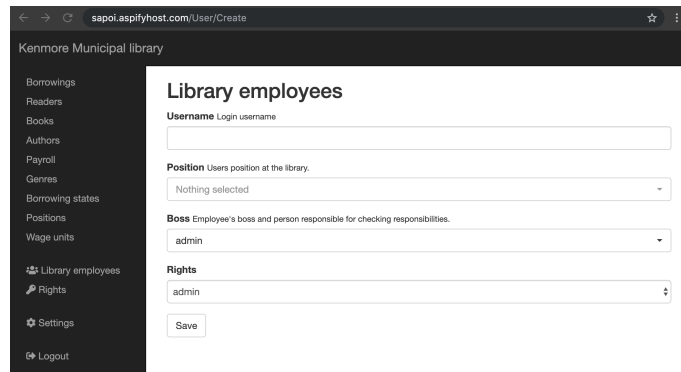 sapoi.aspifyhost.com/User/Create
Kenmore Municipal library
Borrowings
Readers
Books
Authors
Payroll
Genres
Borrowing states
Positions
Wage units
Library employees
Rights
Settings
Logout
Library employees
Username Login username
Position Users position at the library.
Nothing selected
Boss Employee's boss and person responsible for checking responsibilities.
admin
Rights
admin
Save